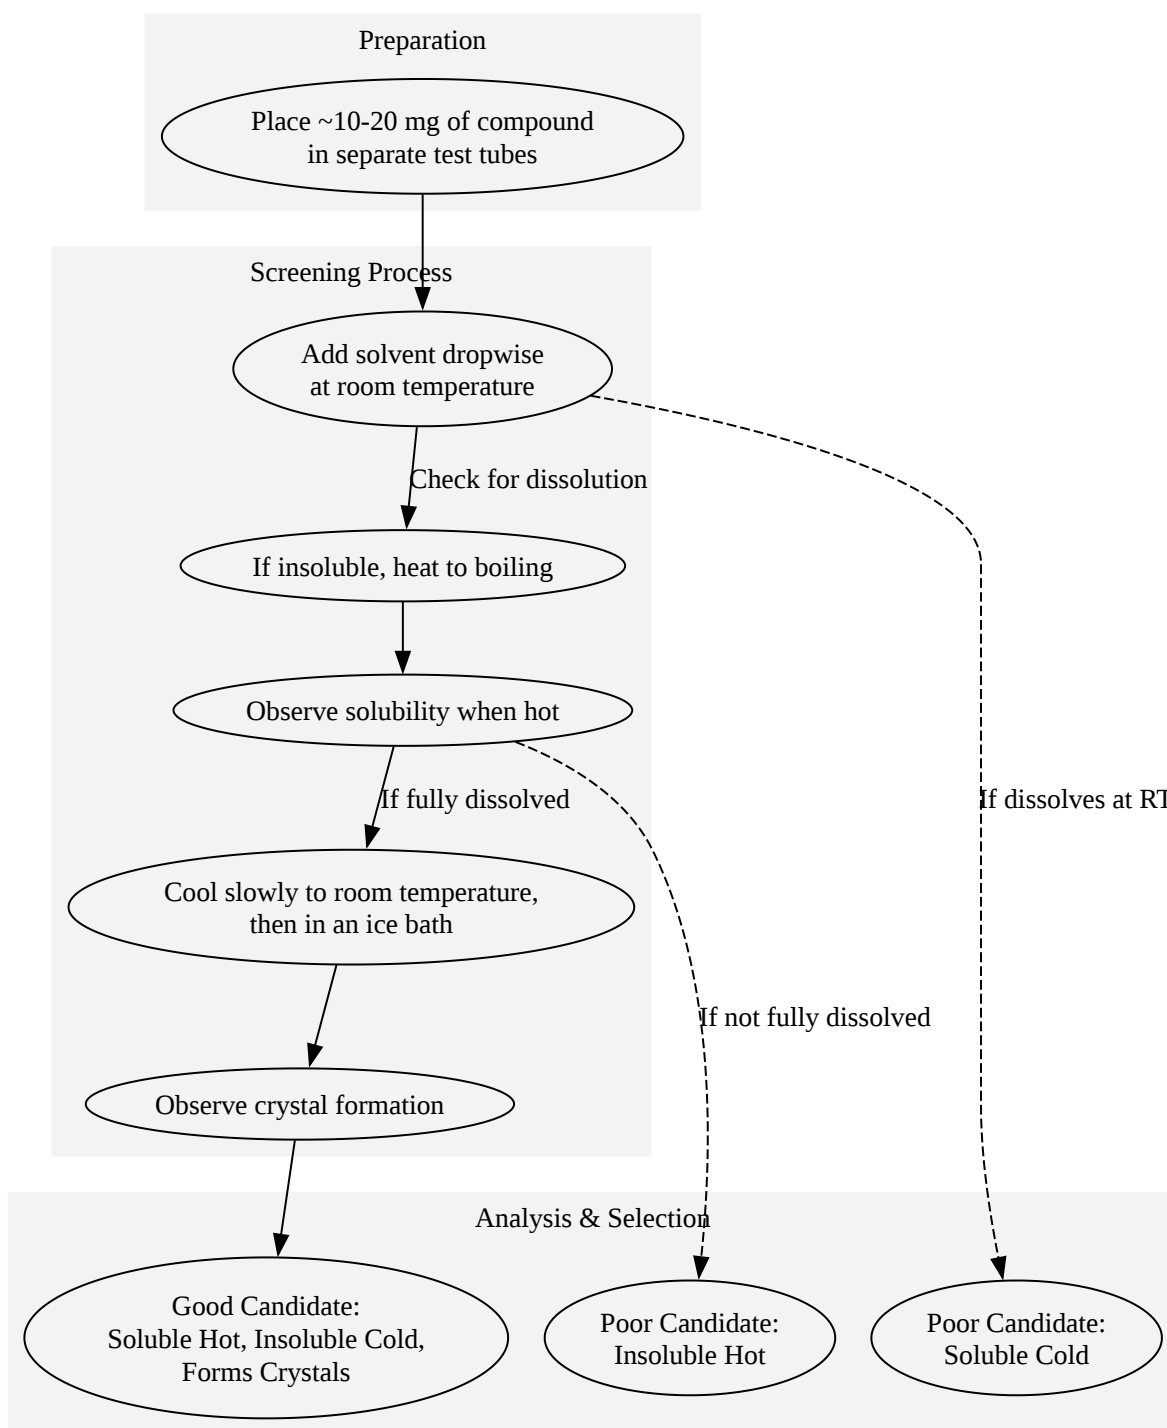 Preparation
Place ~10-20 mg of compound
in separate test tubes
Screening Process
Add solvent dropwise
at room temperature
Check for dissolution
If insoluble, heat to boiling
Observe solubility when hot
If fully dissolved
If dissolves at RT
Cool slowly to room temperature,
then in an ice bath
If not fully dissolved
Observe crystal formation
Analysis & Selection
Good Candidate:
Soluble Hot, Insoluble Cold,
Forms Crystals
Poor Candidate:
Insoluble Hot
Poor Candidate:
Soluble Cold